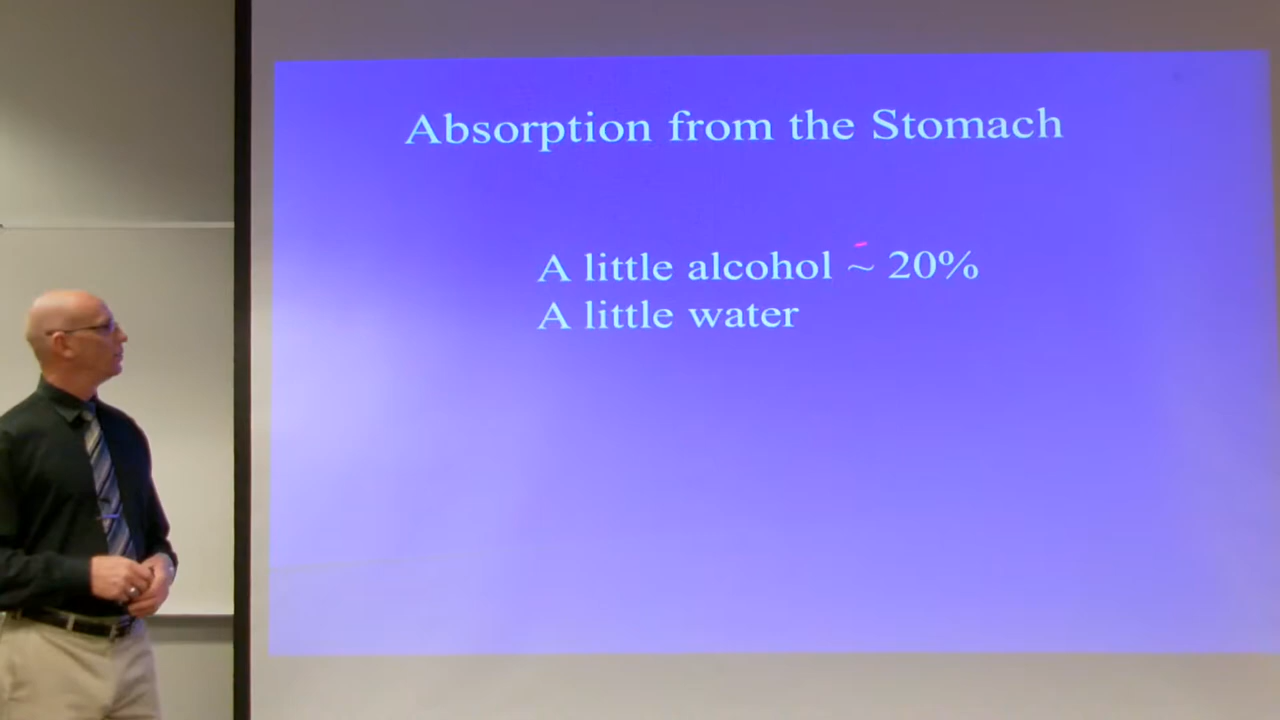 Absorption from the Stomach
A little alcohol ~ 20%
A little water